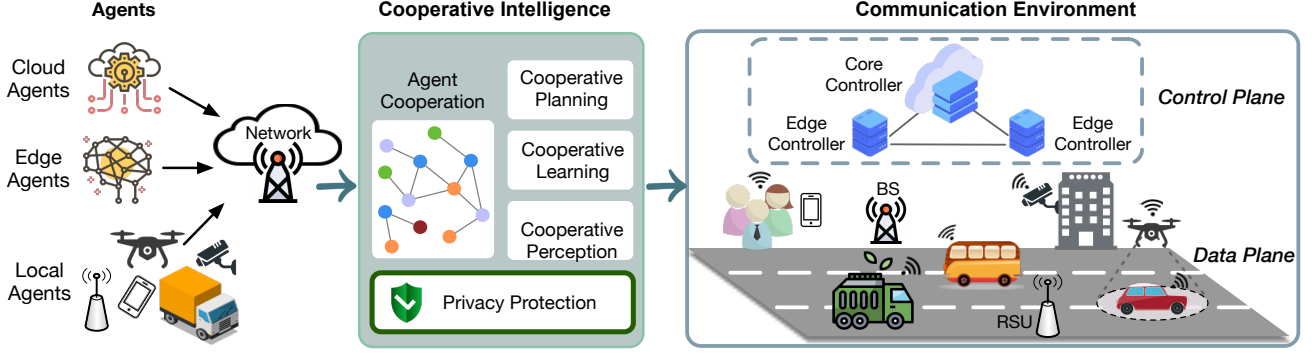 Agents
Cooperative Intelligence
Communication Environment
Cloud
Agents
Edge
Agents
Local
Agents
Network
Agent
Cooperation
Cooperative
Planning
Cooperative
Learning
Cooperative
Perception
Privacy Protection
Core
Controller
Edge
Controller
Edge
Controller
Control Plane
BS
Data Plane
RSU